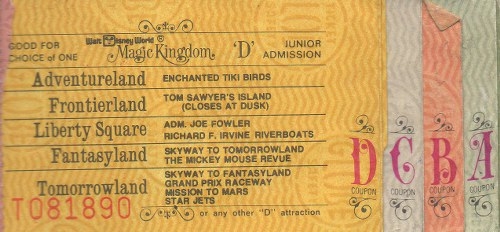 GOOD FOR
CHOICE of ONE
Walt Disney World®
Magic Kingdom
'D'
JUNIOR
ADMISSION
Adventureland ENCHANTED TIKI BIRDS
Frontierland TOM SAWYER'S ISLAND
(CLOSES AT DUSK)
Liberty Square ADM. JOE FOWLER
RICHARD F. IRVINE RIVERBOATS
Fantasyland SKYWAY TO TOMORROWLAND
THE MICKEY MOUSE REVUE
Tomorrowland SKYWAY TO FANTASYLAND
GRAND PRIX RACEWAY
MISSION TO MARS
STAR JETS
T081890
or any other "D" attraction
D
COUPON
C
COUPON
B
COUPON
A
COUPON